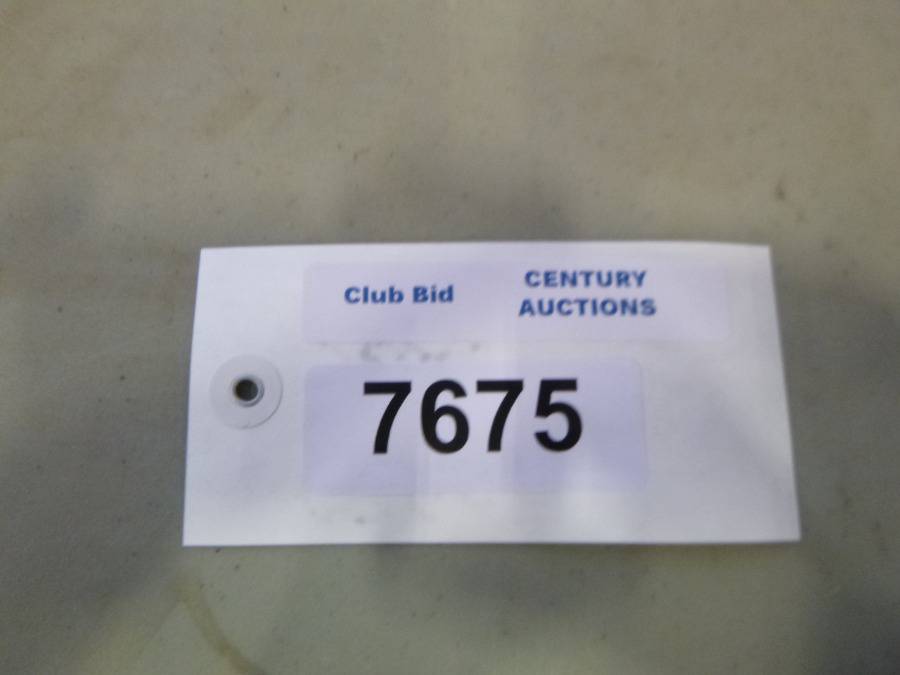 Club Bid
CENTURY
AUCTIONS
7675